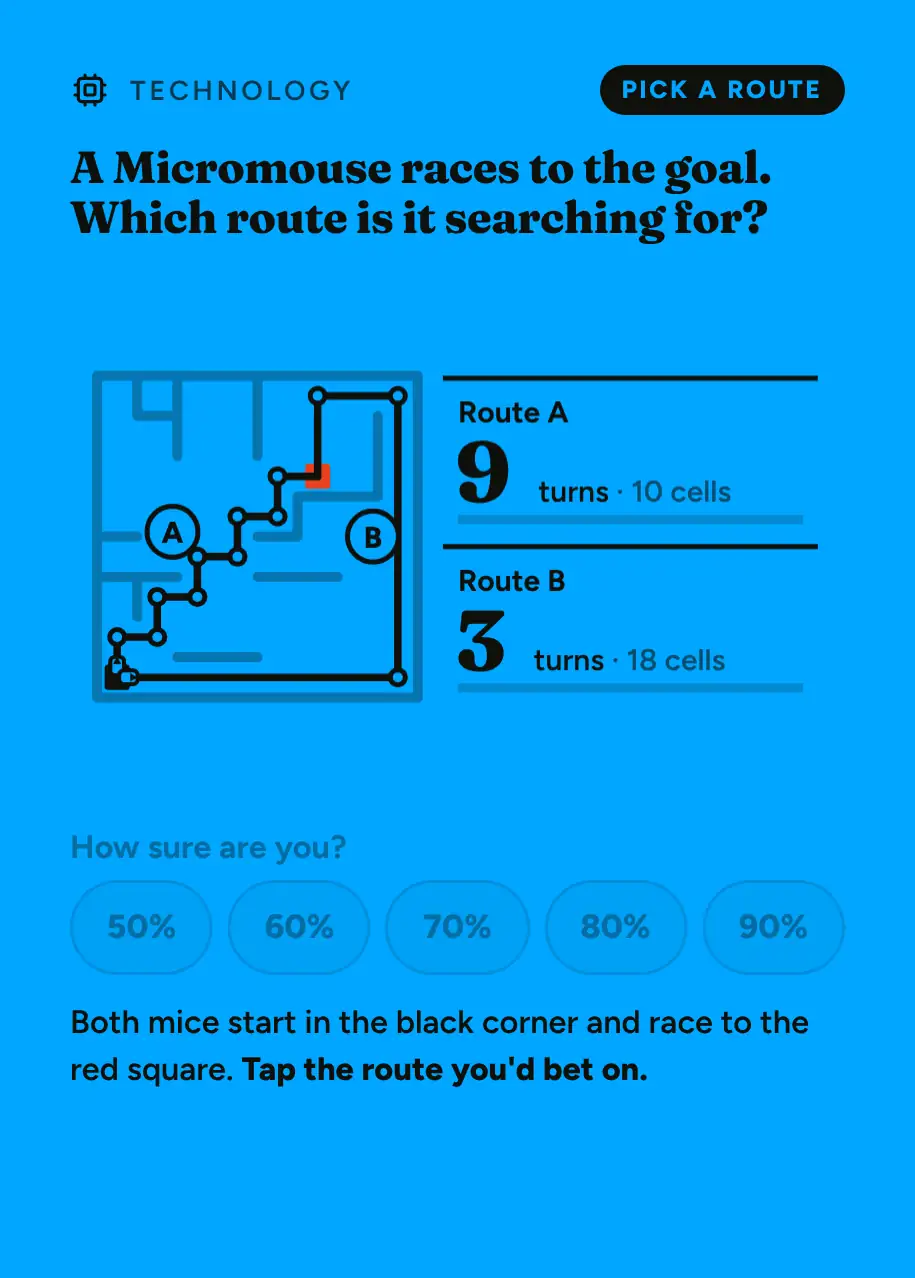 TECHNOLOGY
PICK A ROUTE
A Micromouse races to the goal.
Which route is it searching for?
A
B
Route A
9 turns · 10 cells
Route B
3 turns · 18 cells
How sure are you?
50% 60% 70% 80% 90%
Both mice start in the black corner and race to the
red square. Tap the route you'd bet on.